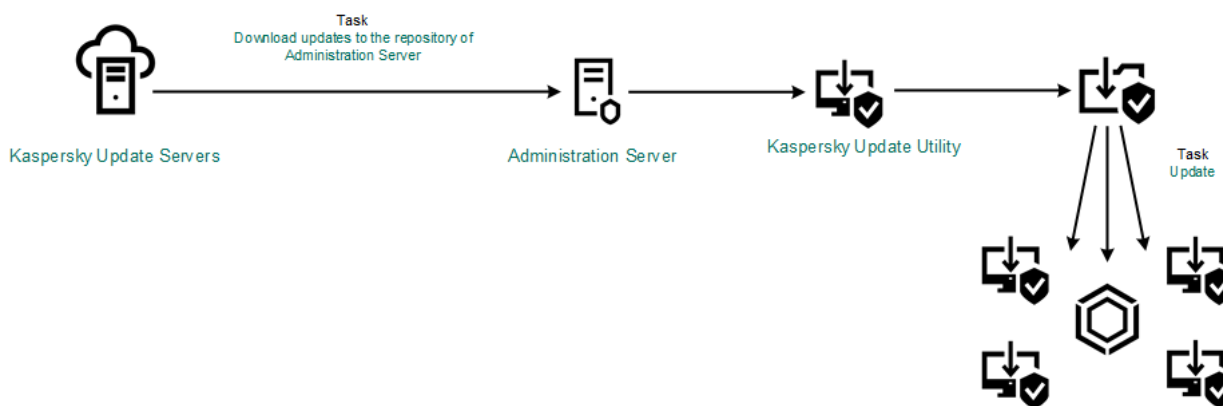 Task
Download updates to the repository of
Administration Server
Kaspersky Update Servers
Administration Server
Kaspersky Update Utility
Task
Update